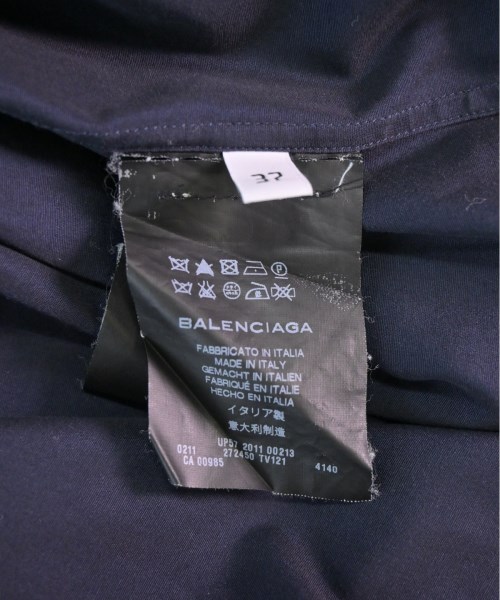 37
BALENCIAGA
FABBRICATO IN ITALIA
MADE IN ITALY
GEMACHT IN ITALIEN
FABRIQUÉ EN ITALIE
HECHO EN ITALIA
イタリア製
意大利制造
0211 UP57 2011 00213
CA 00985 272450 TV121 4140